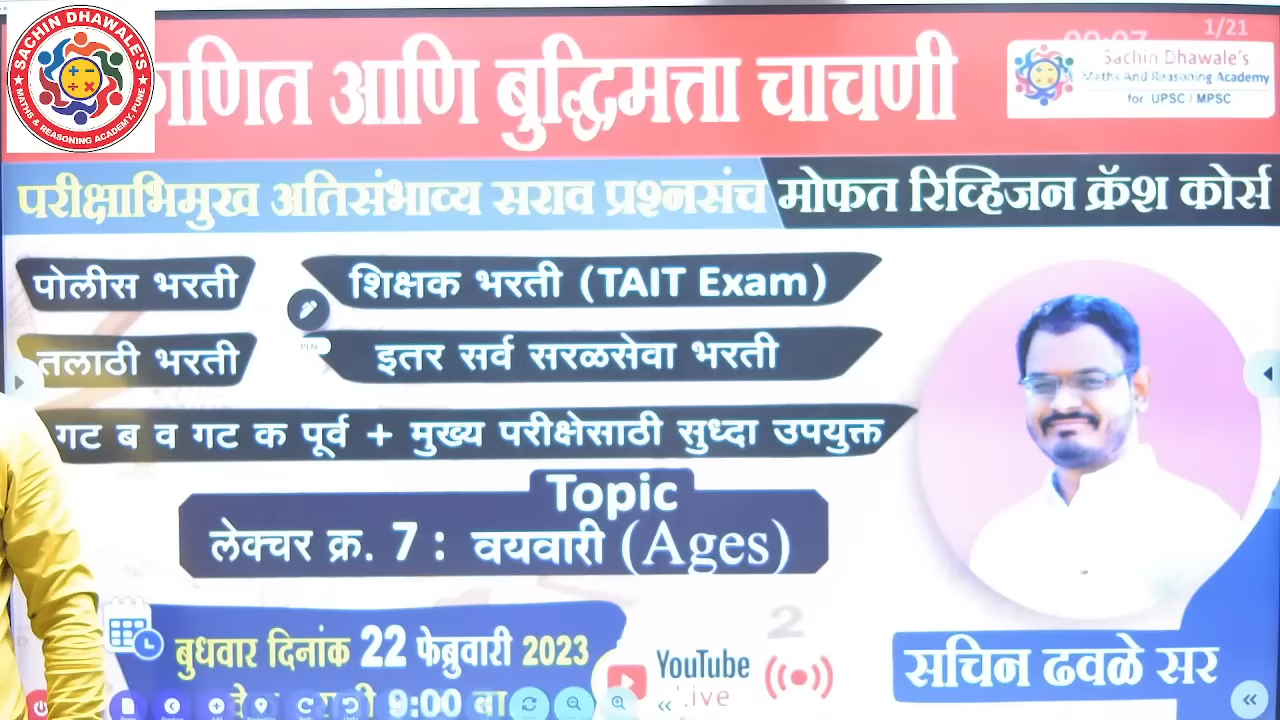 SACHIN DHAWALE'S
MATHS & REASONING ACADEMY, PUNE
1/21
गणित आणि बुद्धिमत्ता चाचणी
Sachin Dhawale's
Maths And Reasoning Academy
for UPSC / MPSC
परीक्षाभिमुख अतिसंभाव्य सराव प्रश्नसंच मोफत रिव्हिजन क्रॅश कोर्स
पोलीस भरती
शिक्षक भरती (TAIT Exam)
PEN
तलाठी भरती
इतर सर्व सरळसेवा भरती
गट ब व गट क पूर्व + मुख्य परीक्षेसाठी सुध्दा उपयुक्त
Topic
लेक्चर क्र. 7 : वयवारी (Ages)
बुधवार दिनांक 22 फेब्रुवारी 2023
9:00 वा
YouTube
Live
सचिन ढवळे सर